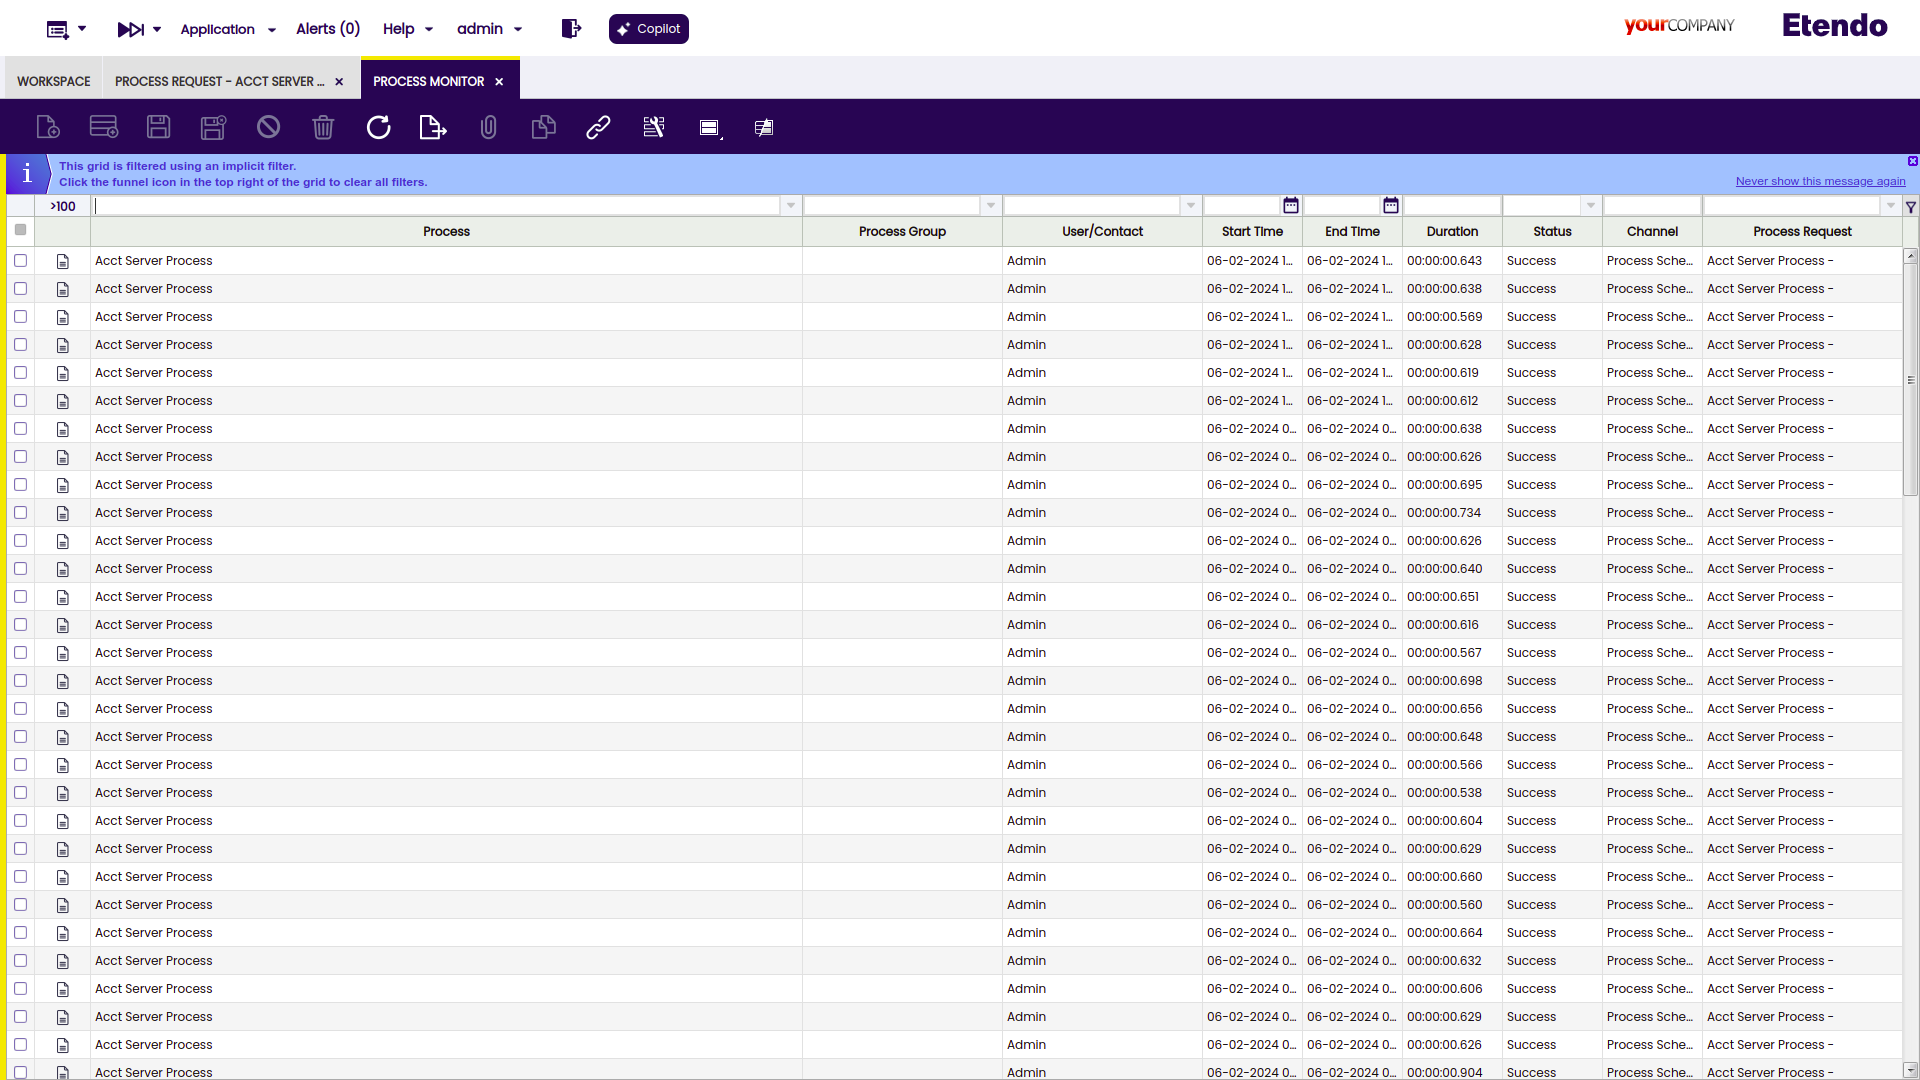 Application Alerts (0) Help admin Copilot yourCOMPANY Etendo
WORKSPACE PROCESS REQUEST - ACCT SERVER ... PROCESS MONITOR
This grid is filtered using an implicit filter.
Click the funnel icon in the top right of the grid to clear all filters. Never show this message again
>100
Process Process Group User/Contact Start Time End Time Duration Status Channel Process Request
Acct Server Process Admin 06-02-2024 1... 06-02-2024 1... 00:00:00.643 Success Process Sche... Acct Server Process -
Acct Server Process Admin 06-02-2024 1... 06-02-2024 1... 00:00:00.638 Success Process Sche... Acct Server Process -
Acct Server Process Admin 06-02-2024 1... 06-02-2024 1... 00:00:00.569 Success Process Sche... Acct Server Process -
Acct Server Process Admin 06-02-2024 1... 06-02-2024 1... 00:00:00.628 Success Process Sche... Acct Server Process -
Acct Server Process Admin 06-02-2024 1... 06-02-2024 1... 00:00:00.619 Success Process Sche... Acct Server Process -
Acct Server Process Admin 06-02-2024 1... 06-02-2024 1... 00:00:00.612 Success Process Sche... Acct Server Process -
Acct Server Process Admin 06-02-2024 0... 06-02-2024 0... 00:00:00.638 Success Process Sche... Acct Server Process -
Acct Server Process Admin 06-02-2024 0... 06-02-2024 0... 00:00:00.626 Success Process Sche... Acct Server Process -
Acct Server Process Admin 06-02-2024 0... 06-02-2024 0... 00:00:00.695 Success Process Sche... Acct Server Process -
Acct Server Process Admin 06-02-2024 0... 06-02-2024 0... 00:00:00.734 Success Process Sche... Acct Server Process -
Acct Server Process Admin 06-02-2024 0... 06-02-2024 0... 00:00:00.626 Success Process Sche... Acct Server Process -
Acct Server Process Admin 06-02-2024 0... 06-02-2024 0... 00:00:00.640 Success Process Sche... Acct Server Process -
Acct Server Process Admin 06-02-2024 0... 06-02-2024 0... 00:00:00.651 Success Process Sche... Acct Server Process -
Acct Server Process Admin 06-02-2024 0... 06-02-2024 0... 00:00:00.616 Success Process Sche... Acct Server Process -
Acct Server Process Admin 06-02-2024 0... 06-02-2024 0... 00:00:00.567 Success Process Sche... Acct Server Process -
Acct Server Process Admin 06-02-2024 0... 06-02-2024 0... 00:00:00.698 Success Process Sche... Acct Server Process -
Acct Server Process Admin 06-02-2024 0... 06-02-2024 0... 00:00:00.656 Success Process Sche... Acct Server Process -
Acct Server Process Admin 06-02-2024 0... 06-02-2024 0... 00:00:00.648 Success Process Sche... Acct Server Process -
Acct Server Process Admin 06-02-2024 0... 06-02-2024 0... 00:00:00.566 Success Process Sche... Acct Server Process -
Acct Server Process Admin 06-02-2024 0... 06-02-2024 0... 00:00:00.538 Success Process Sche... Acct Server Process -
Acct Server Process Admin 06-02-2024 0... 06-02-2024 0... 00:00:00.604 Success Process Sche... Acct Server Process -
Acct Server Process Admin 06-02-2024 0... 06-02-2024 0... 00:00:00.629 Success Process Sche... Acct Server Process -
Acct Server Process Admin 06-02-2024 0... 06-02-2024 0... 00:00:00.660 Success Process Sche... Acct Server Process -
Acct Server Process Admin 06-02-2024 0... 06-02-2024 0... 00:00:00.560 Success Process Sche... Acct Server Process -
Acct Server Process Admin 06-02-2024 0... 06-02-2024 0... 00:00:00.664 Success Process Sche... Acct Server Process -
Acct Server Process Admin 06-02-2024 0... 06-02-2024 0... 00:00:00.632 Success Process Sche... Acct Server Process -
Acct Server Process Admin 06-02-2024 0... 06-02-2024 0... 00:00:00.606 Success Process Sche... Acct Server Process -
Acct Server Process Admin 06-02-2024 0... 06-02-2024 0... 00:00:00.629 Success Process Sche... Acct Server Process -
Acct Server Process Admin 06-02-2024 0... 06-02-2024 0... 00:00:00.626 Success Process Sche... Acct Server Process -
Acct Server Process Admin 06-02-2024 0... 06-02-2024 0... 00:00:00.904 Success Process Sche... Acct Server Process -